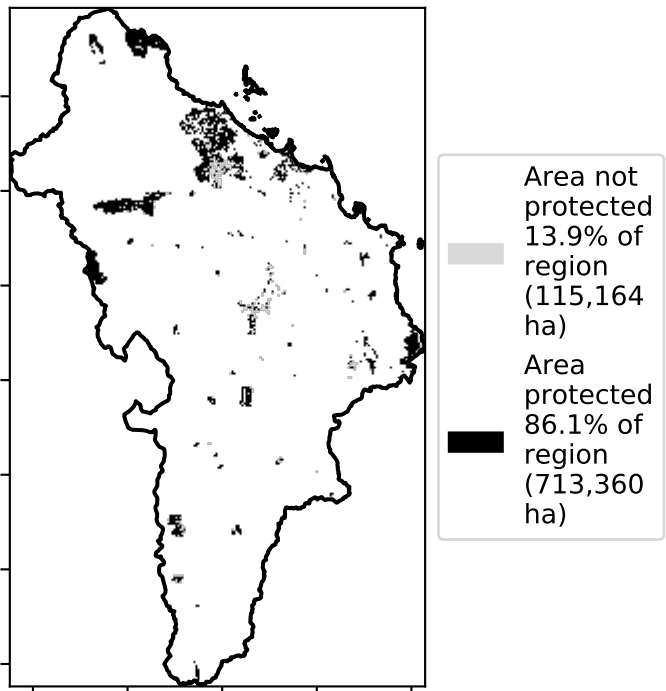 Area not
protected
13.9% of
region
(115,164
ha)
Area
protected
86.1% of
region
(713,360
ha)